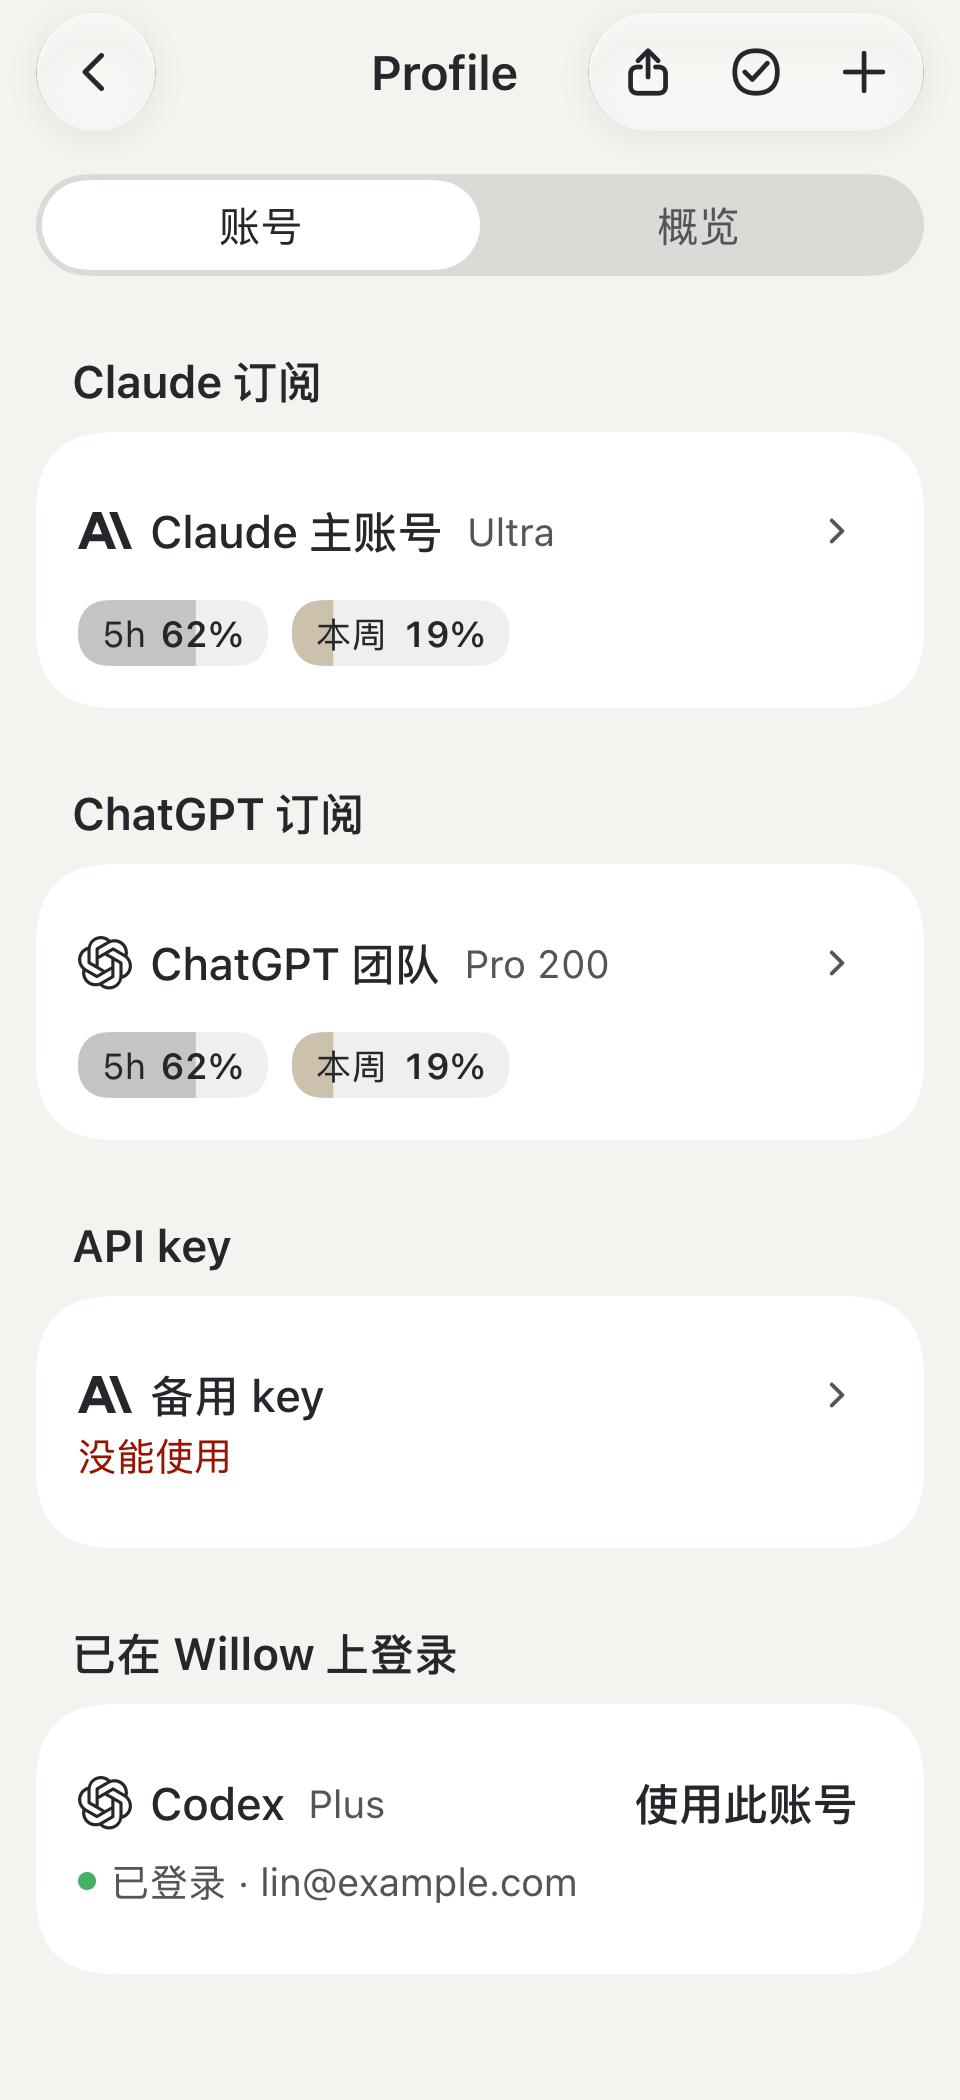 Profile
账号
概览
Claude 订阅
Claude 主账号 Ultra
5h 62% 本周 19%
ChatGPT 订阅
ChatGPT 团队 Pro 200
5h 62% 本周 19%
API key
备用 key
没能使用
已在 Willow 上登录
Codex Plus 使用此账号
已登录 · lin@example.com